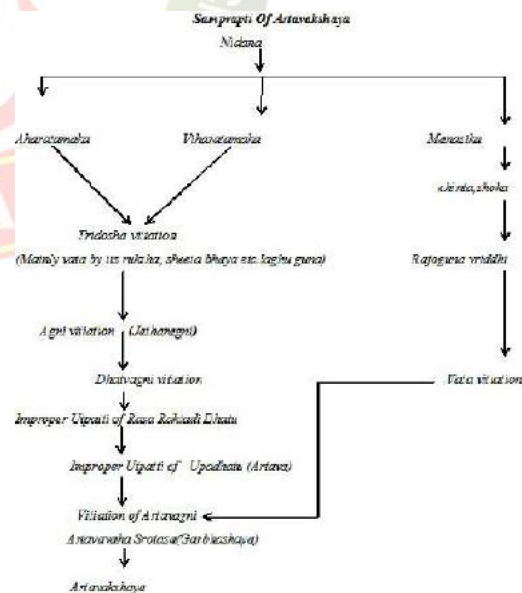 Samprapti Of Artavakshaya
Nidana
Aharatamaka Viharatamaka Manasika
chinta,shoka
Tridosha vitiation
(Mainly vata by its ruksha, sheeta bhaya etc.laghu guna) Rajoguna vriddhi
Agni vitiation (Jatharagni)
Dhatvagni vitiation Vata vitiation
Improper Utpatti of Rasa Raktadi Dhatu
Improper Utpatti of Upadhatu (Artava)
Vitiation of Artavagni
Artavavaha Srotasa(Garbhashaya)
Artavakshaya